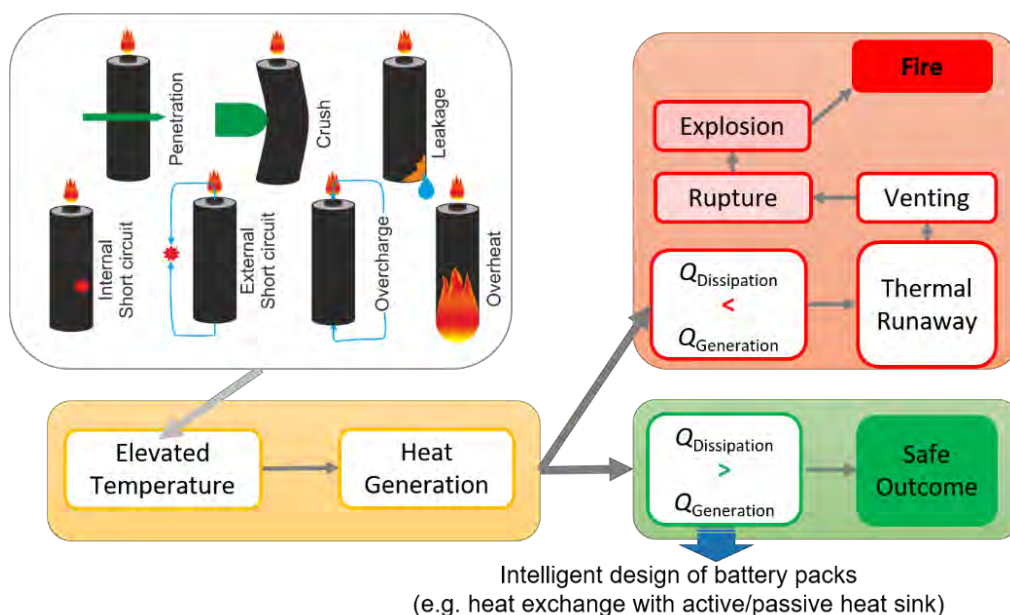 Penetration
Crush
Leakage
Internal
Short circuit
External
Short circuit
Overcharge
Overheat
Elevated
Temperature
Heat
Generation
Fire
Explosion
Rupture
Venting
QDissipation
<
QGeneration
Thermal
Runaway
QDissipation
>
QGeneration
Safe
Outcome
Intelligent design of battery packs
(e.g. heat exchange with active/passive heat sink)